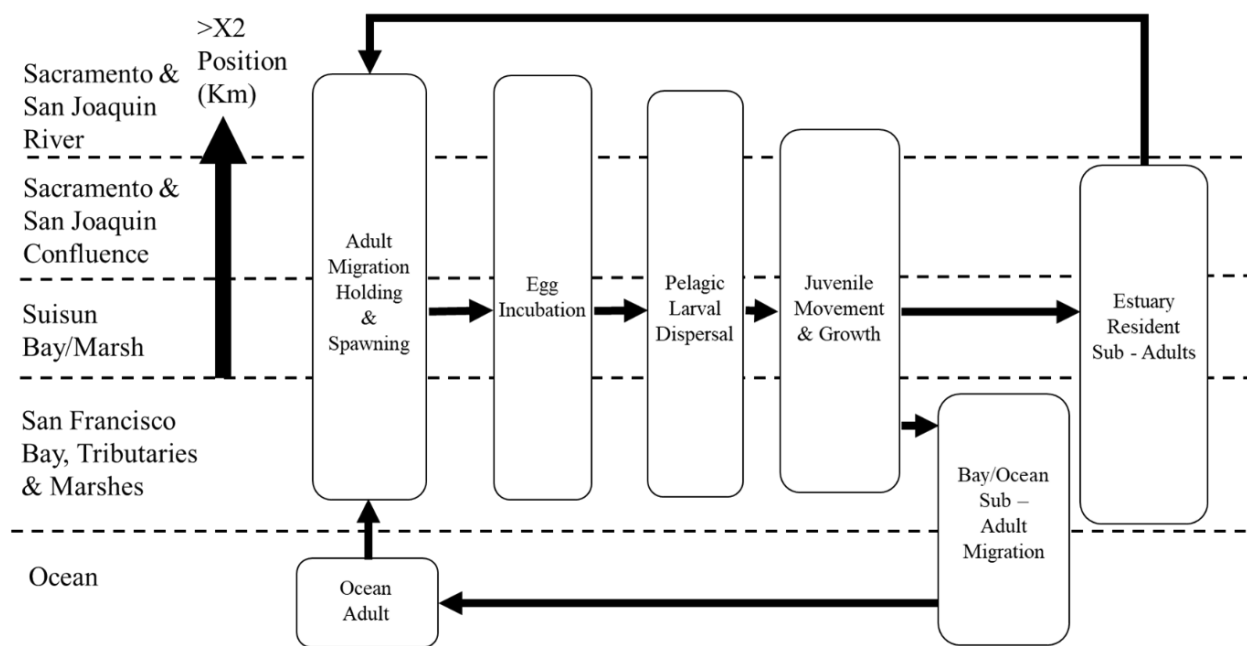 >X2
Position
(Km)
Sacramento &
San Joaquin
River
Sacramento &
San Joaquin
Confluence
Suisun
Bay/Marsh
San Francisco
Bay, Tributaries
& Marshes
Ocean
Adult
Migration
Holding
&
Spawning
Egg
Incubation
Pelagic
Larval
Dispersal
Juvenile
Movement
& Growth
Estuary
Resident
Sub - Adults
Bay/Ocean
Sub –
Adult
Migration
Ocean
Adult